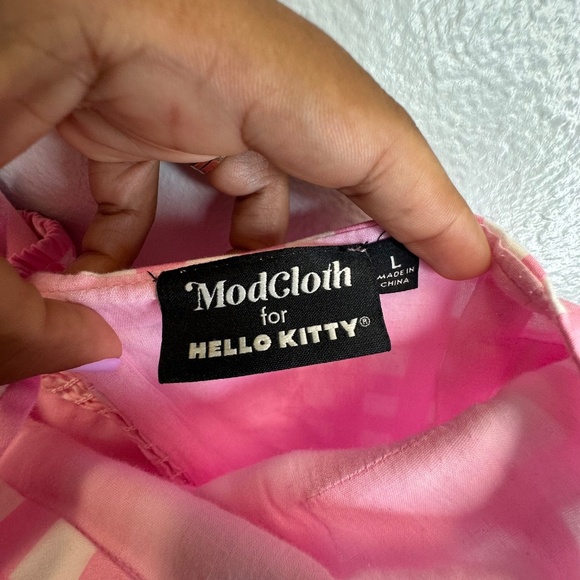 ModCloth
for
HELLO KITTY®
L
MADE IN
CHINA